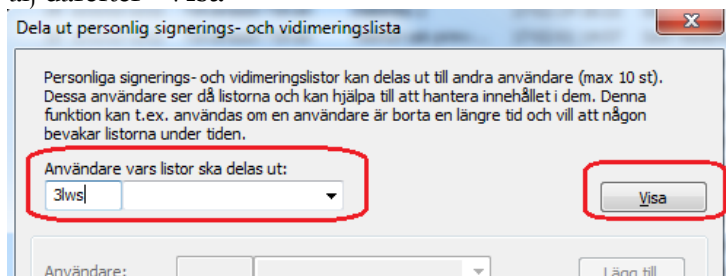 därefter Visa
Dela ut personlig signerings- och vidimeringslista
Personliga signerings- och vidimeringslistor kan delas ut till andra användare (max 10 st).
Dessa användare ser då listorna och kan hjälpa till att hantera innehållet i dem. Denna
funktion kan t.ex. användas om en användare är borta en längre tid och vill att någon
bevakar listorna under tiden.
Användare vars listor ska delas ut:
3lws
Visa
Användare:
Lägg till